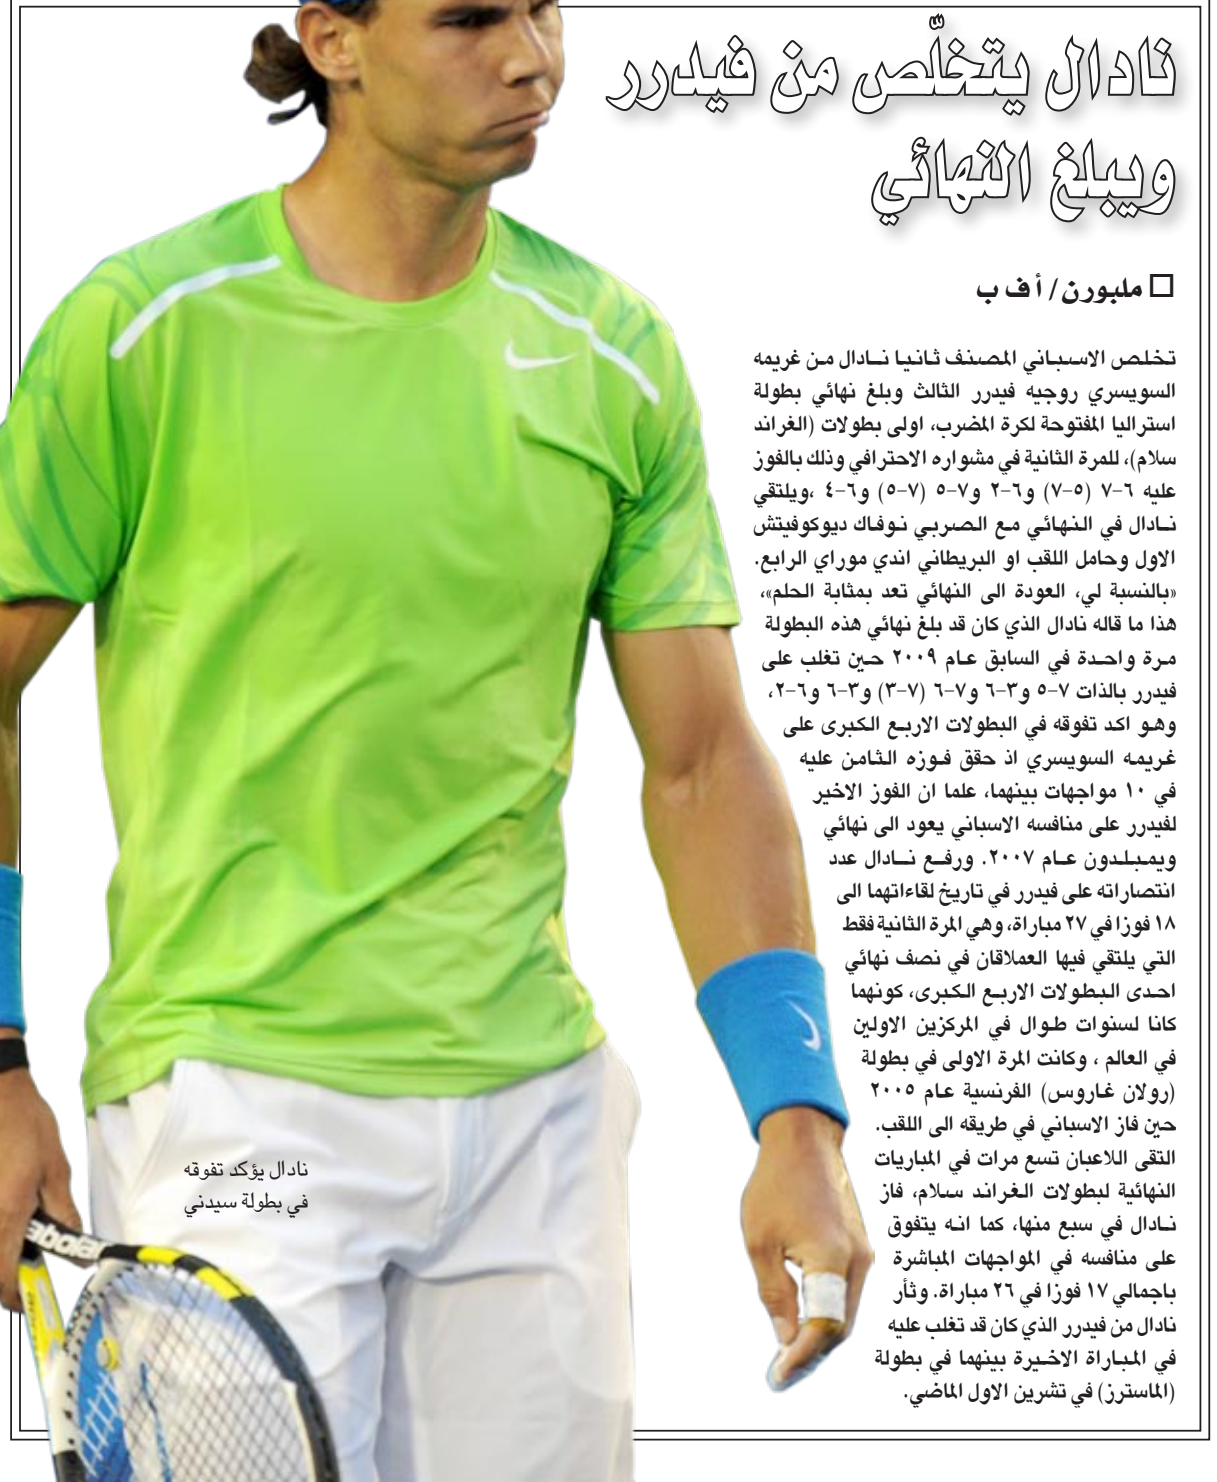 نادال يتخلّص من فيدرر
ويبلغ النهائي
□ ملبورن/ أ ف ب
تخلص الاسباني المصنف ثانيا نادال من غريمه
السويسري روجيه فيدرر الثالث وبلغ نهائي بطولة
استراليا المفتوحة لكرة المضرب، اولى بطولات (الغراند
سلام)، للمرة الثانية في مشواره الاحترافي وذلك بالفوز
عليه ٦-٧ (٥-٧) و٦-٢ و٧-٥ (٧-٥) و٦-٤ ،ويلتقي
نادال في النهائي مع الصربي نوفاك ديوكوفيتش
الاول وحامل اللقب او البريطاني اندي موراي الرابع.
«بالنسبة لي، العودة الى النهائي تعد بمثابة الحلم»،
هذا ما قاله نادال الذي كان قد بلغ نهائي هذه البطولة
مرة واحدة في السابق عام ٢٠٠٩ حين تغلب على
فيدرر بالذات ٧-٥ و٣-٦ و٧-٦ (٧-٣) و٣-٦ و٦-٢،
وهو اكد تفوقه في البطولات الاربع الكبرى على
غريمه السويسري اذ حقق فوزه الثامن عليه
في ١٠ مواجهات بينهما، علما ان الفوز الاخير
لفيدرر على منافسه الاسباني يعود الى نهائي
ويمبلدون عام ٢٠٠٧. ورفع نادال عدد
انتصاراته على فيدرر في تاريخ لقاءاتهما الى
١٨ فوزا في ٢٧ مباراة، وهي المرة الثانية فقط
التي يلتقي فيها العملاقان في نصف نهائي
احدى البطولات الاربع الكبرى، كونهما
كانا لسنوات طوال في المركزين الاولين
في العالم ، وكانت المرة الاولى في بطولة
(رولان غاروس) الفرنسية عام ٢٠٠٥
حين فاز الاسباني في طريقه الى اللقب.
التقى اللاعبان تسع مرات في المباريات
النهائية لبطولات الغراند سلام، فاز
نادال في سبع منها، كما انه يتفوق
على منافسه في المواجهات المباشرة
باجمالي ١٧ فوزا في ٢٦ مباراة. وثأر
نادال من فيدرر الذي كان قد تغلب عليه
في المباراة الاخيرة بينهما في بطولة
(الماسترز) في تشرين الاول الماضي.
نادال يؤكد تفوقه
في بطولة سيدني
babolat